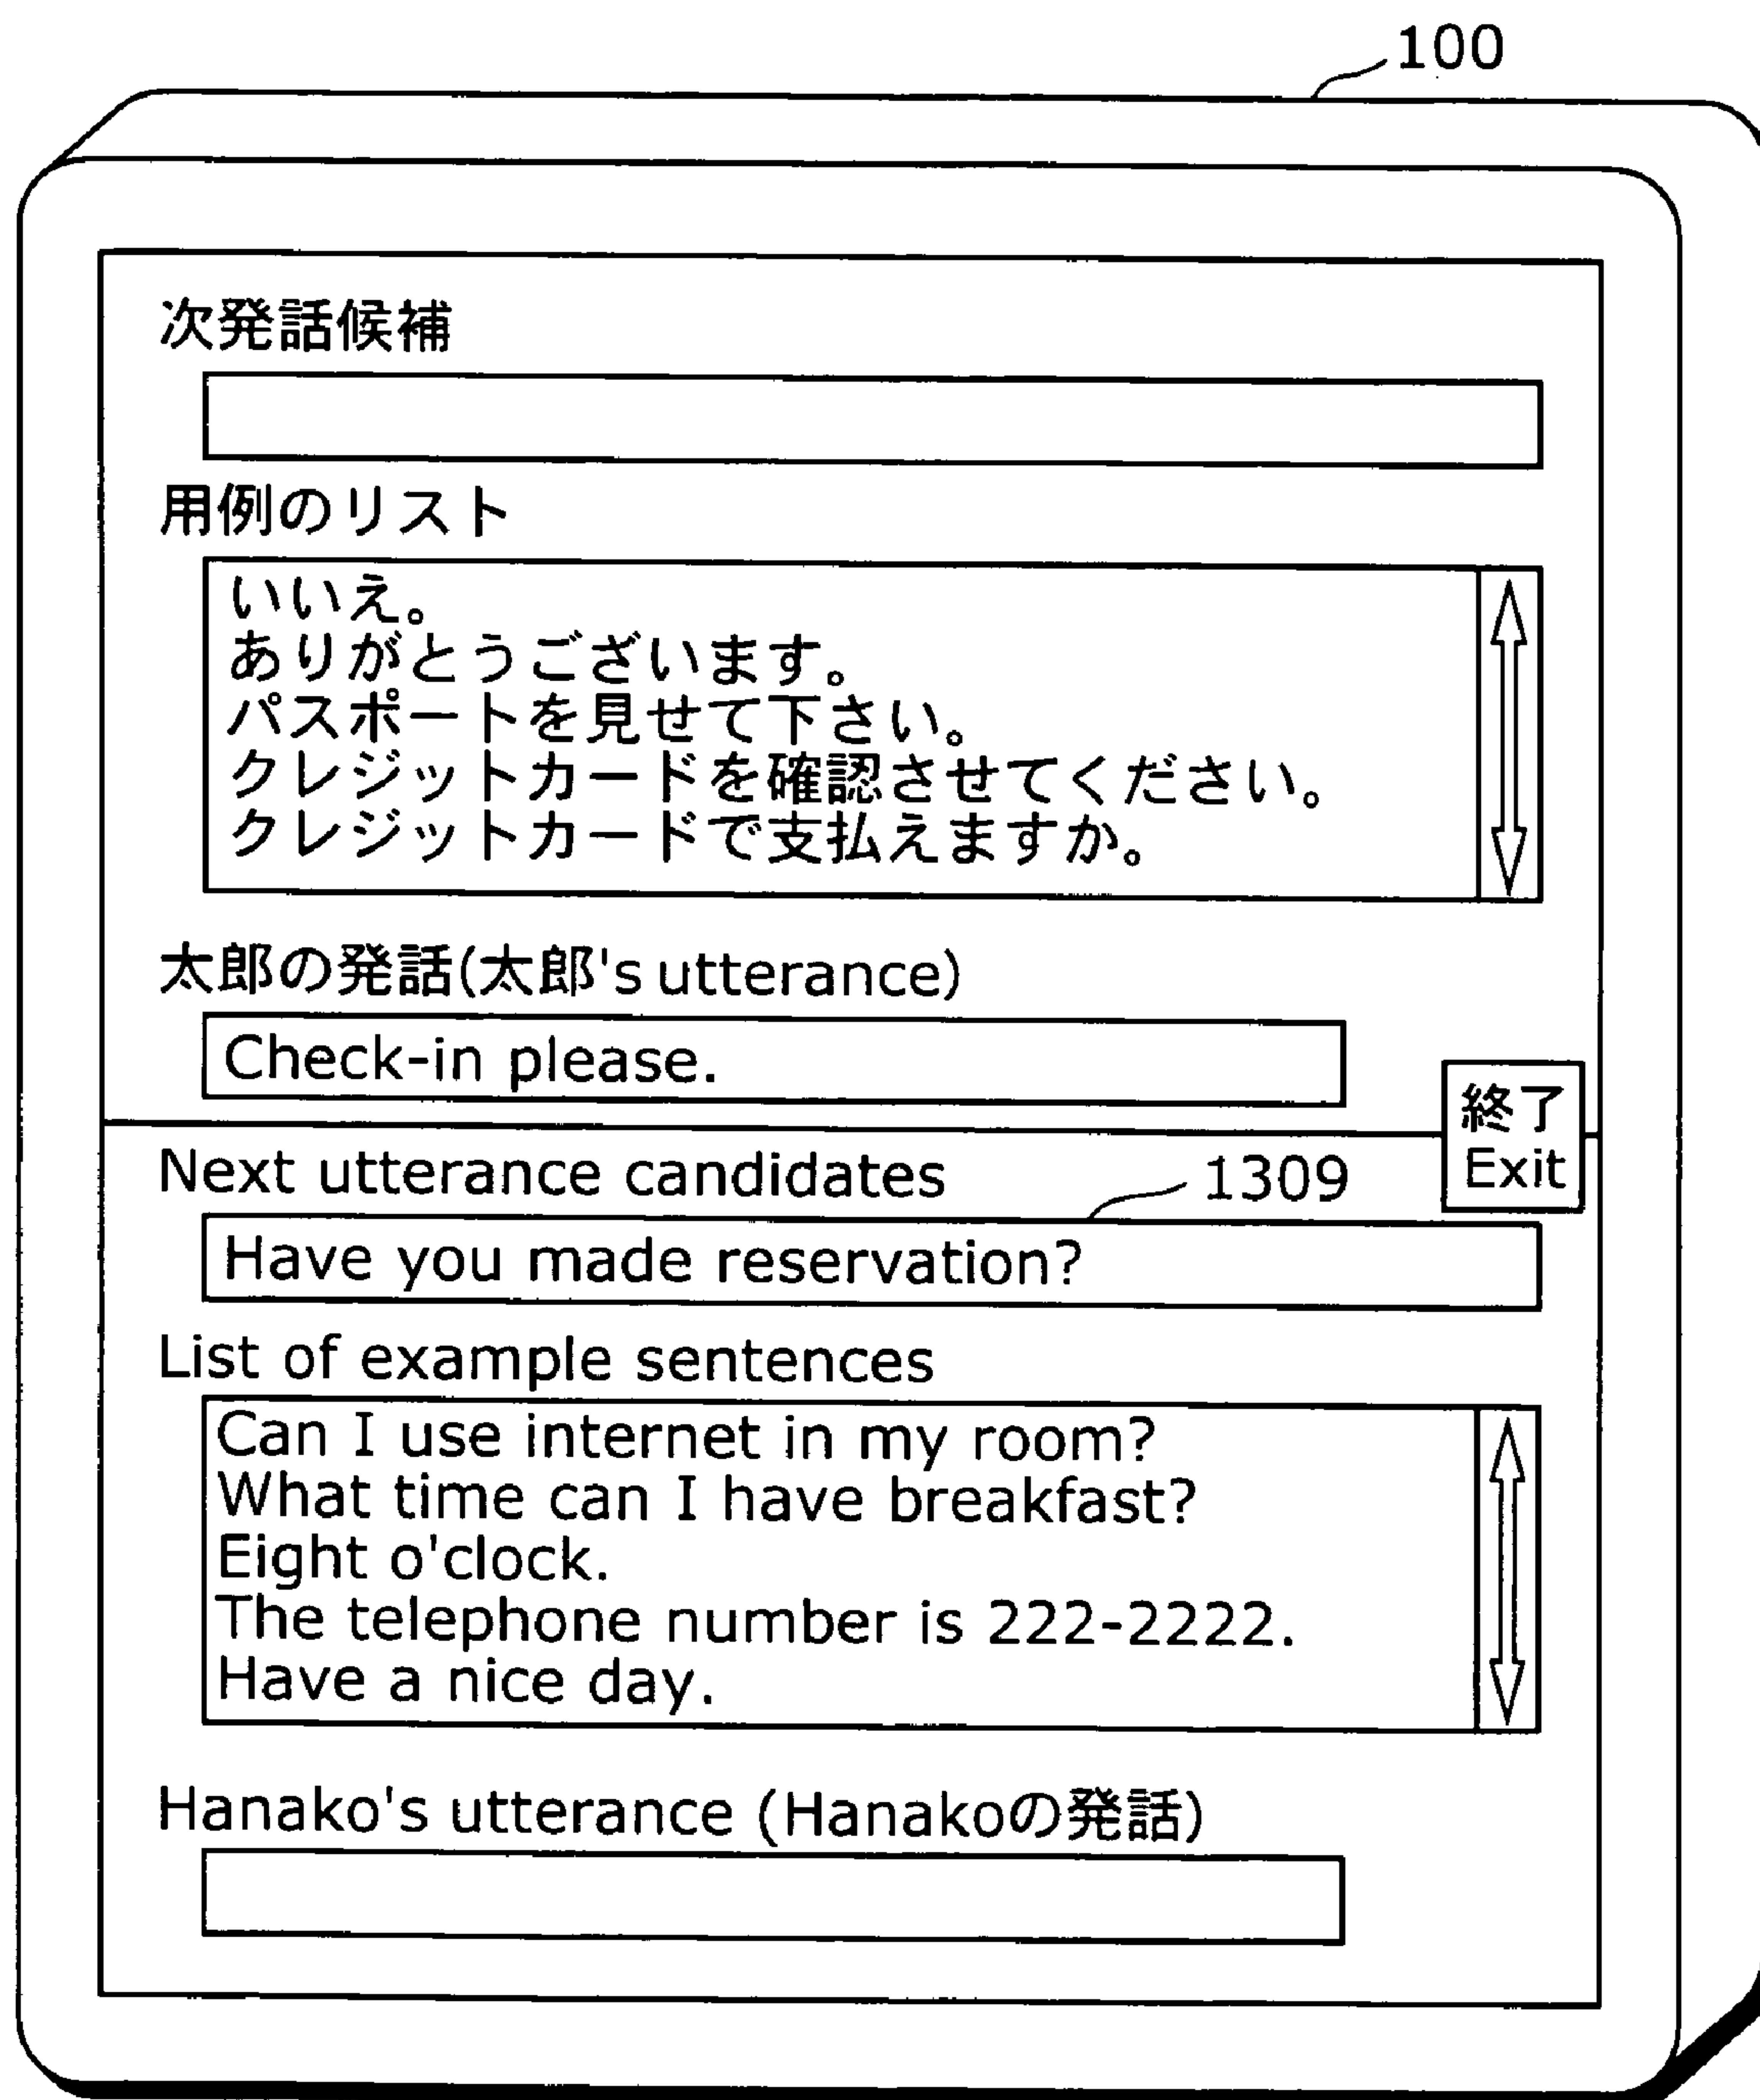 100
次発話候補
用例のリスト
いいえ。
ありがとうございます。
パスポートを見せて下さい。
クレジットカードを確認させてください。
クレジットカードで支払えますか。
太郎の発話(太郎's utterance)
Check-in please.
終了
Exit
Next utterance candidates
1309
Have you made reservation?
List of example sentences
Can I use internet in my room?
What time can I have breakfast?
Eight o'clock.
The telephone number is 222-2222.
Have a nice day.
Hanako's utterance (Hanakoの発話)